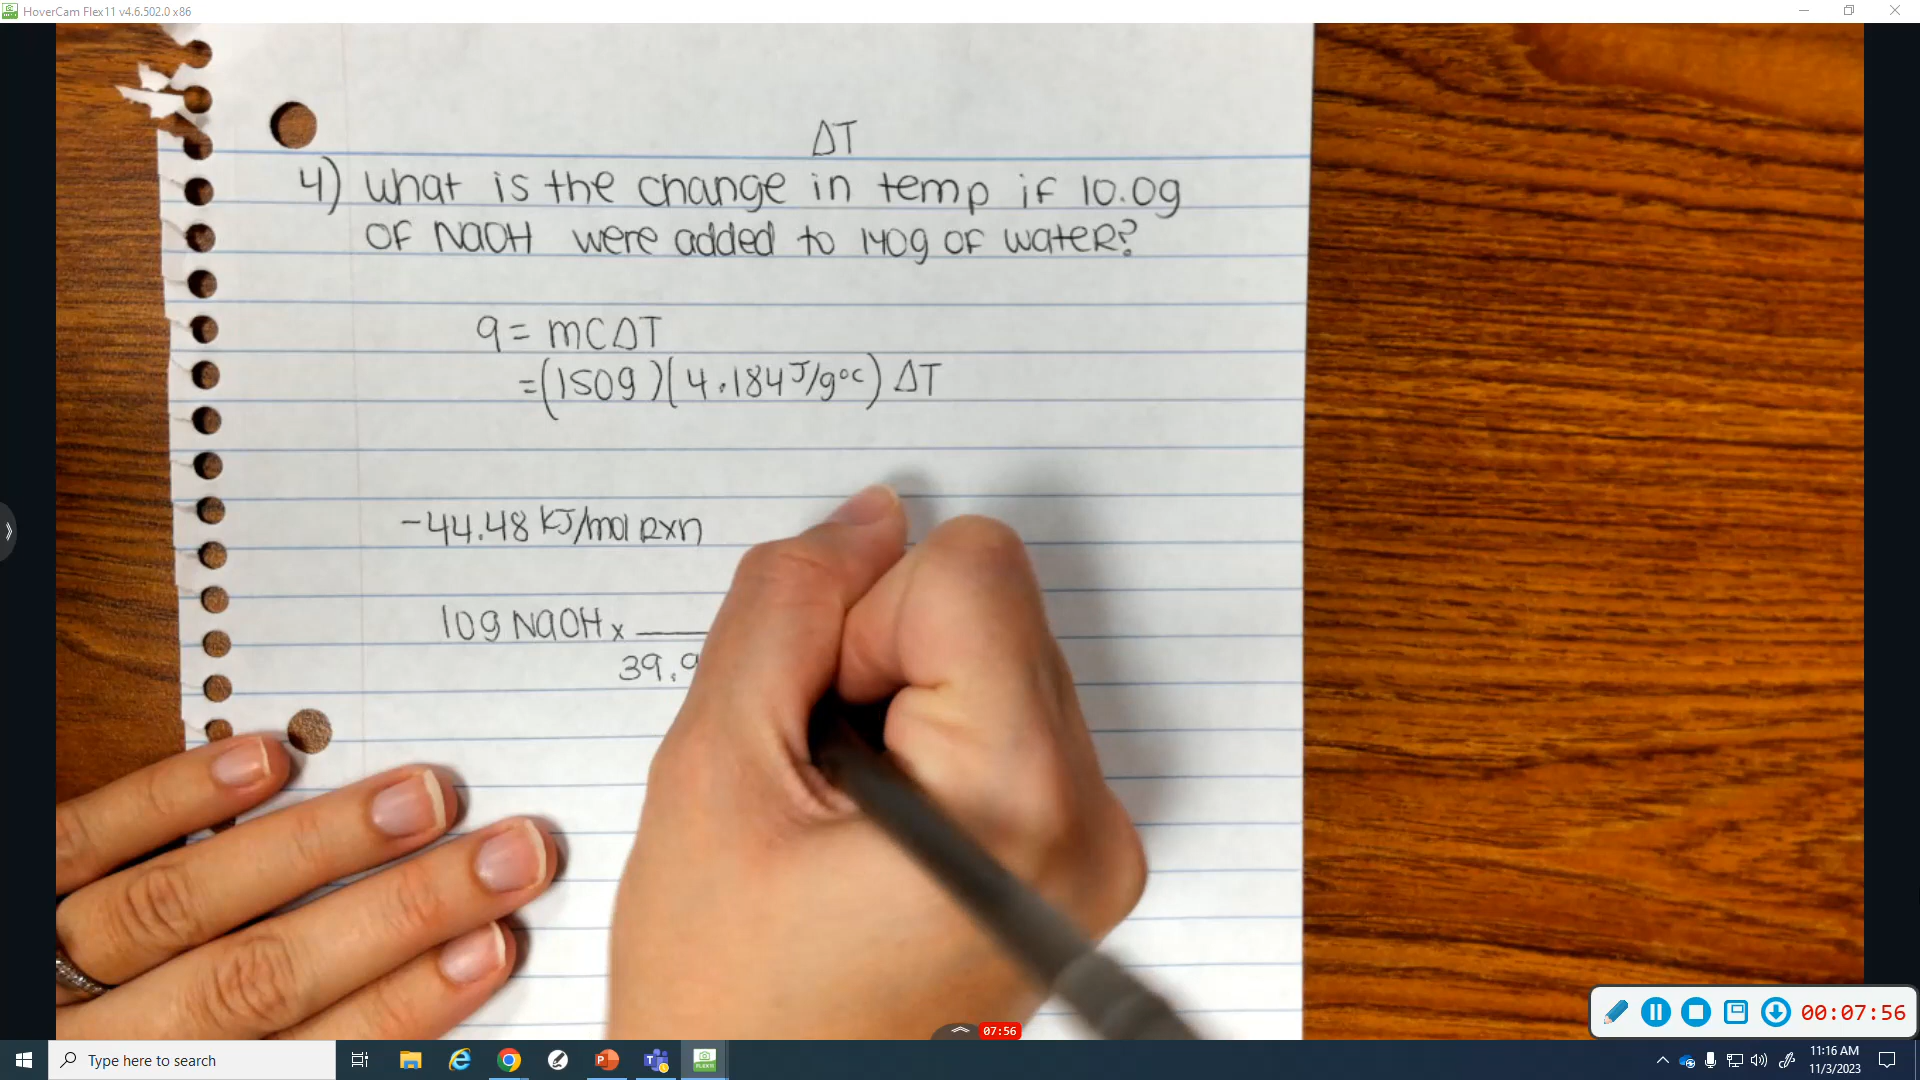 HoverCam Flex11 v4.6.502.0 x86
ΔT
4) What is the change in temp if 10.0g
of NaOH were added to 140g of water?
q = mCΔT
=(150g)(4.184 J/g°C) ΔT
-44.48 KJ/mol rxn
10g NaOH x
39.9
07:56
00:07:56
Type here to search
11:16 AM
11/3/2023